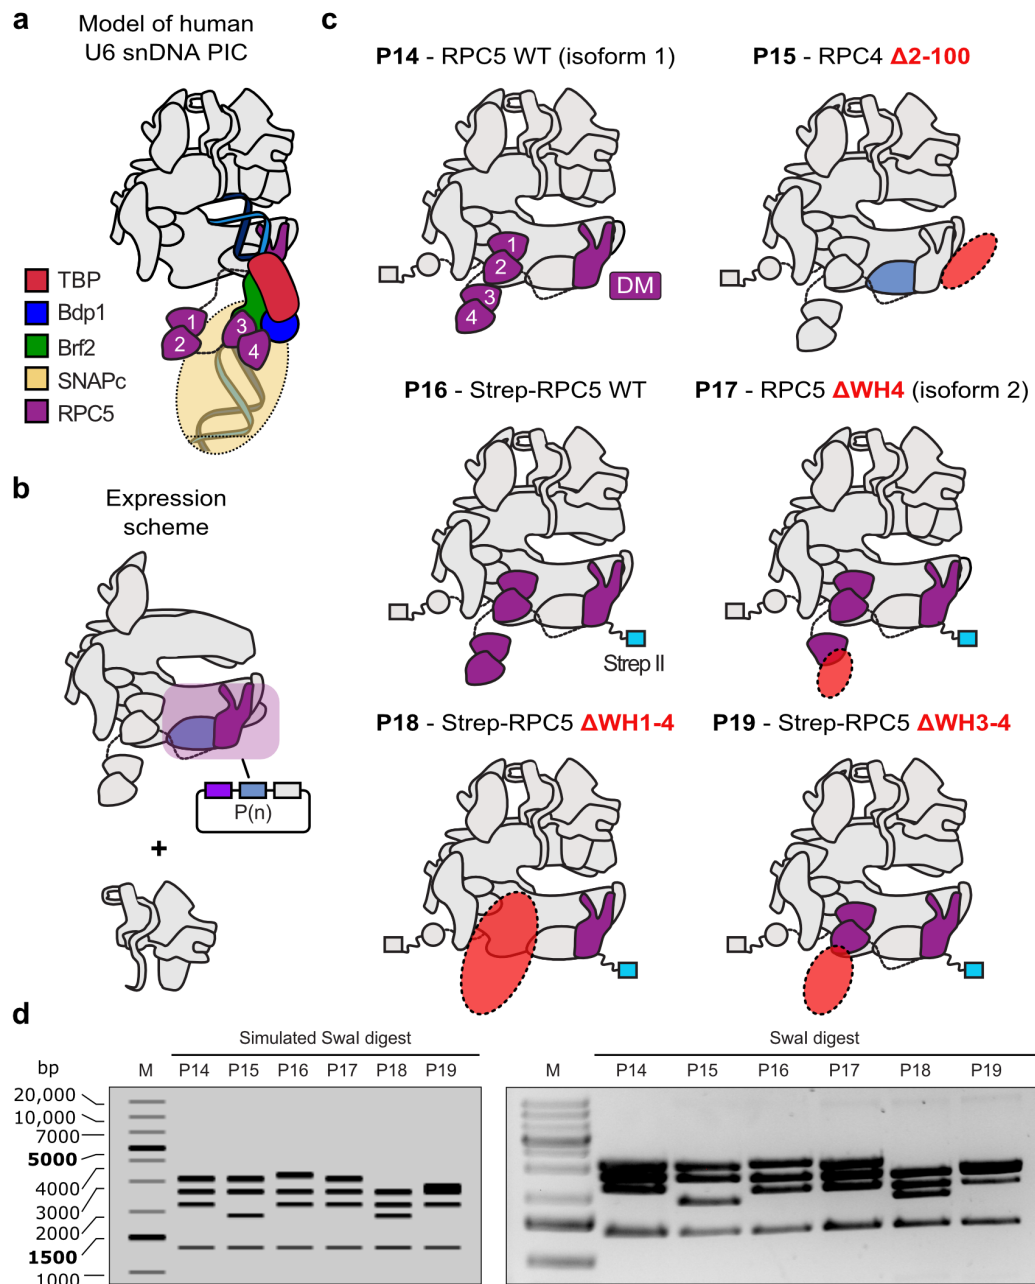 a
Model of human
U6 snDNA PIC
TBP
Bdp1
Brf2
SNAPc
RPC5
1
2
3
4
b
Expression
scheme
P(n)
+
c
P14 - RPC5 WT (isoform 1)
1
2
3
4
DM
P15 - RPC4 Δ2-100
P16 - Strep-RPC5 WT
Strep II
P17 - RPC5 ΔWH4 (isoform 2)
P18 - Strep-RPC5 ΔWH1-4
P19 - Strep-RPC5 ΔWH3-4
d
Simulated SwaI digest
bp M P14 P15 P16 P17 P18 P19
20,000
10,000
7000
5000
4000
3000
2000
1500
1000
SwaI digest
M P14 P15 P16 P17 P18 P19